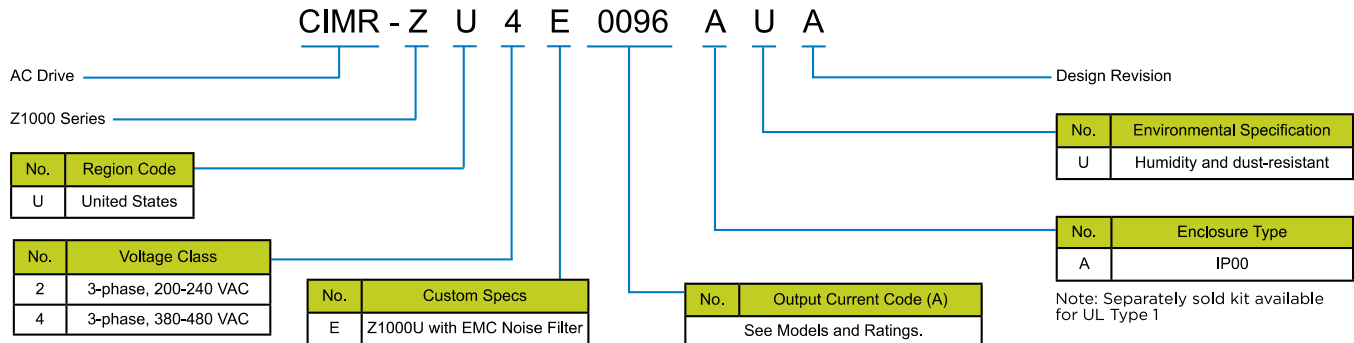 CIMR - Z U 4 E 0096 A U A
AC Drive
Design Revision
Z1000 Series
No. Environmental Specification
U Humidity and dust-resistant
No. Region Code
U United States
No. Enclosure Type
A IP00
Note: Separately sold kit available
for UL Type 1
No. Voltage Class
2 3-phase, 200-240 VAC
4 3-phase, 380-480 VAC
No. Custom Specs
E Z1000U with EMC Noise Filter
No. Output Current Code (A)
See Models and Ratings.